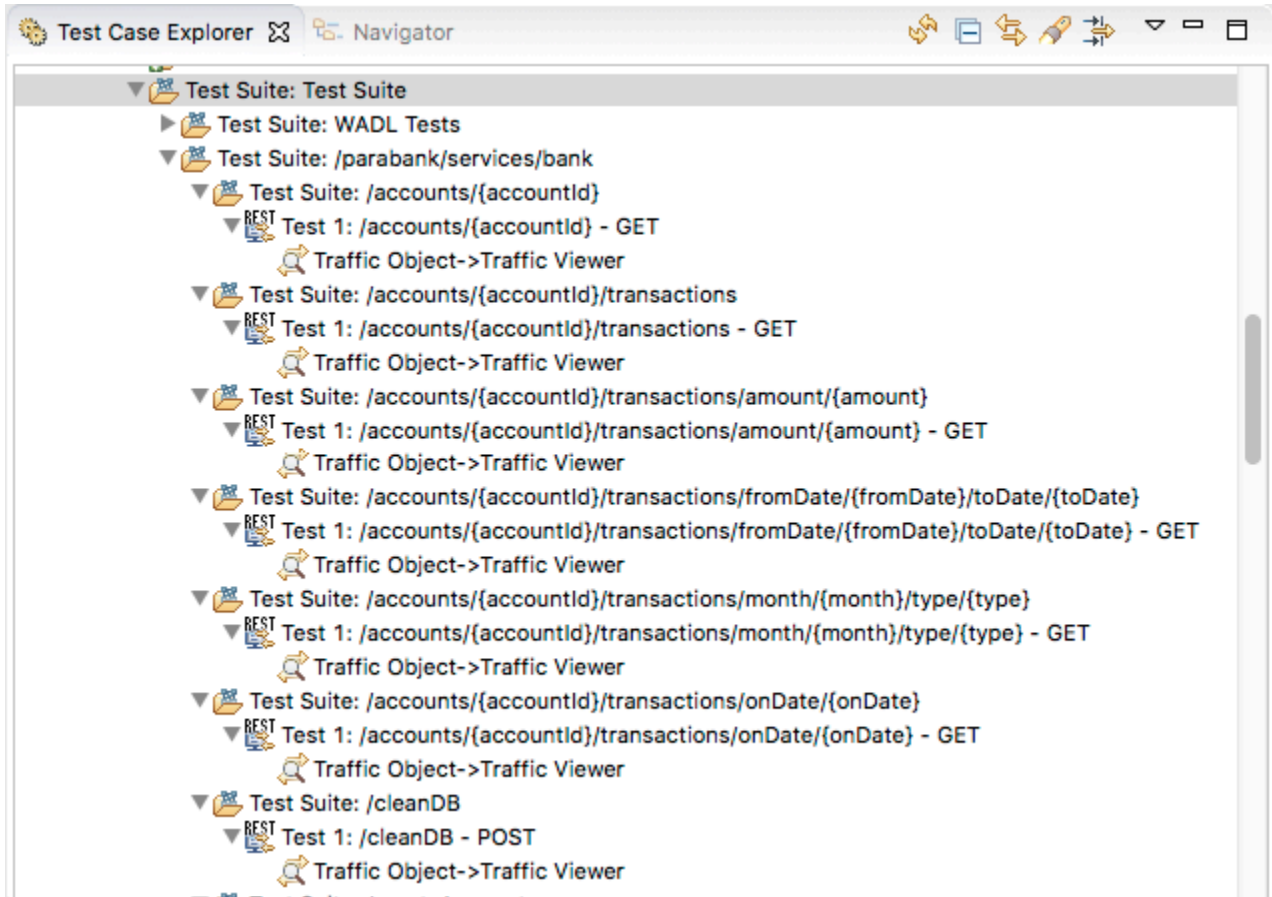 Test Case Explorer Navigator
Test Suite: Test Suite
Test Suite: WADL Tests
Test Suite: /parabank/services/bank
Test Suite: /accounts/{accountId}
REST Test 1: /accounts/{accountId} - GET
Traffic Object->Traffic Viewer
Test Suite: /accounts/{accountId}/transactions
REST Test 1: /accounts/{accountId}/transactions - GET
Traffic Object->Traffic Viewer
Test Suite: /accounts/{accountId}/transactions/amount/{amount}
REST Test 1: /accounts/{accountId}/transactions/amount/{amount} - GET
Traffic Object->Traffic Viewer
Test Suite: /accounts/{accountId}/transactions/fromDate/{fromDate}/toDate/{toDate}
REST Test 1: /accounts/{accountId}/transactions/fromDate/{fromDate}/toDate/{toDate} - GET
Traffic Object->Traffic Viewer
Test Suite: /accounts/{accountId}/transactions/month/{month}/type/{type}
REST Test 1: /accounts/{accountId}/transactions/month/{month}/type/{type} - GET
Traffic Object->Traffic Viewer
Test Suite: /accounts/{accountId}/transactions/onDate/{onDate}
REST Test 1: /accounts/{accountId}/transactions/onDate/{onDate} - GET
Traffic Object->Traffic Viewer
Test Suite: /cleanDB
REST Test 1: /cleanDB - POST
Traffic Object->Traffic Viewer